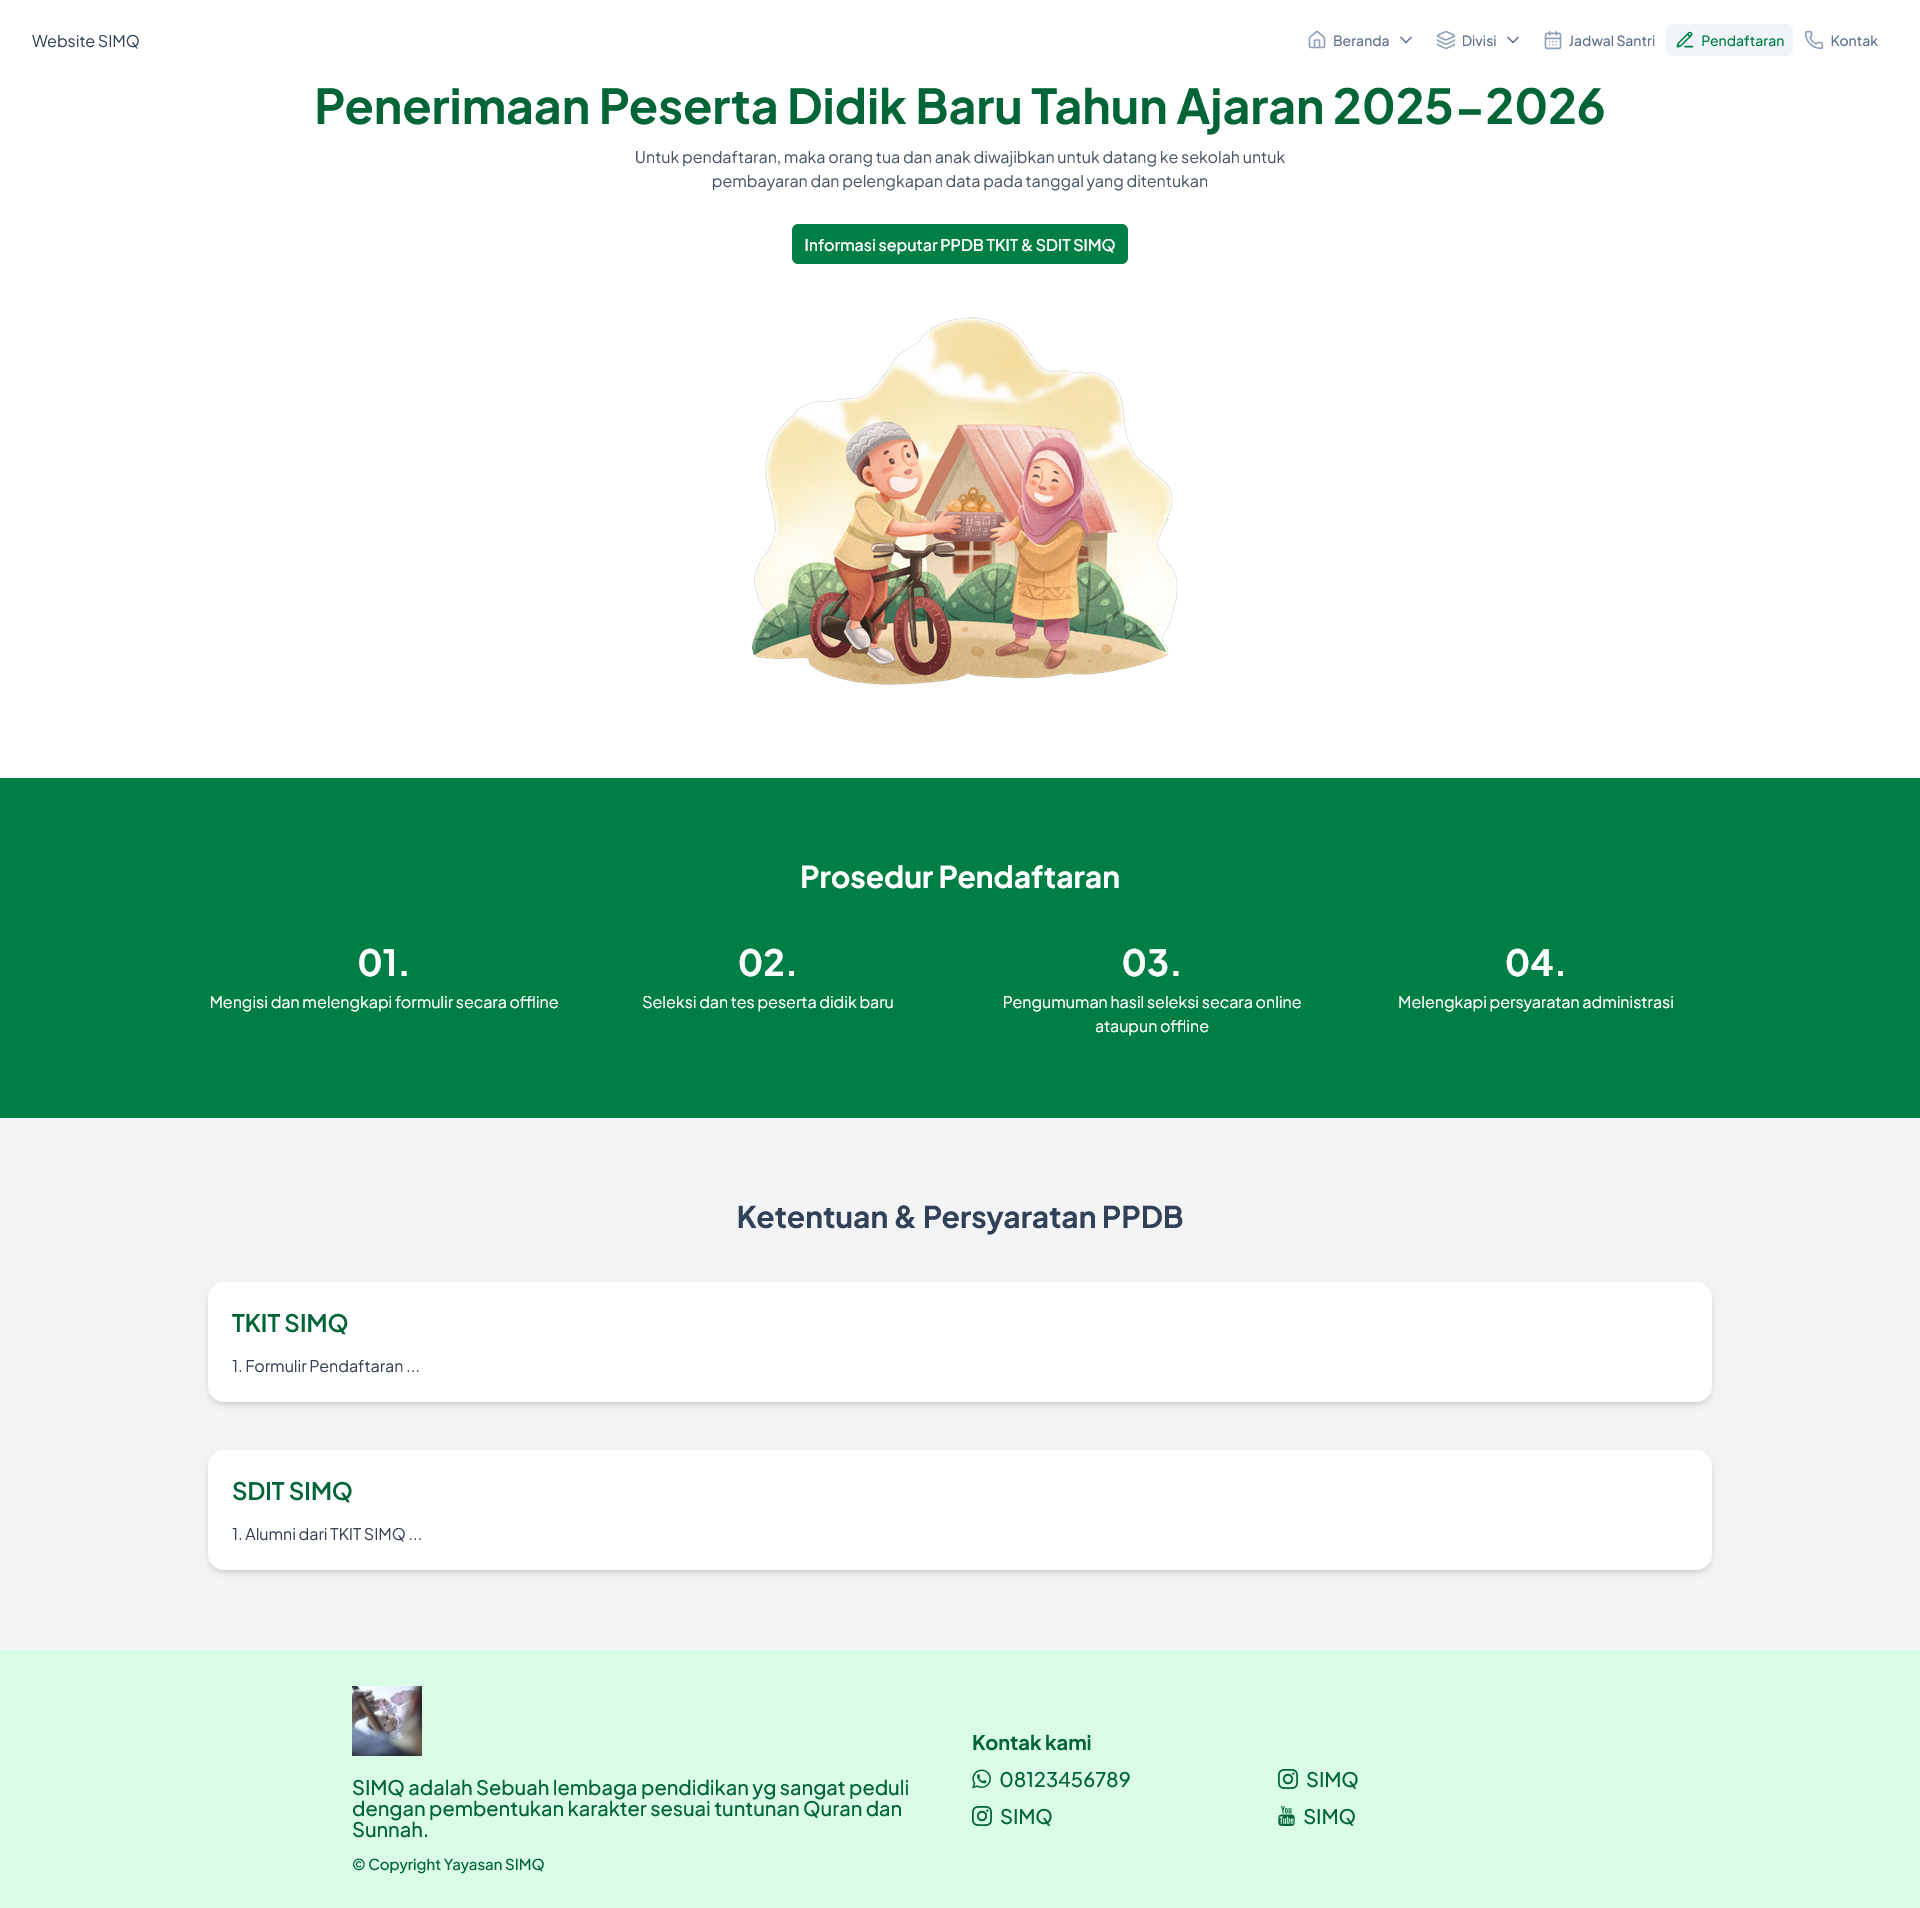 Website SIMQ
Beranda
Divisi
Jadwal Santri
Pendaftaran
Kontak
Penerimaan Peserta Didik Baru Tahun Ajaran 2025-2026
Untuk pendaftaran, maka orang tua dan anak diwajibkan untuk datang ke sekolah untuk
pembayaran dan pelengkapan data pada tanggal yang ditentukan
Informasi seputar PPDB TKIT & SDIT SIMQ
Prosedur Pendaftaran
01.
Mengisi dan melengkapi formulir secara offline
02.
Seleksi dan tes peserta didik baru
03.
Pengumuman hasil seleksi secara online
ataupun offline
04.
Melengkapi persyaratan administrasi
Ketentuan & Persyaratan PPDB
TKIT SIMQ
1. Formulir Pendaftaran ...
SDIT SIMQ
1. Alumni dari TKIT SIMQ ...
SIMQ adalah Sebuah lembaga pendidikan yg sangat peduli
dengan pembentukan karakter sesuai tuntunan Quran dan
Sunnah.
© Copyright Yayasan SIMQ
Kontak kami
08123456789
SIMQ
SIMQ
SIMQ